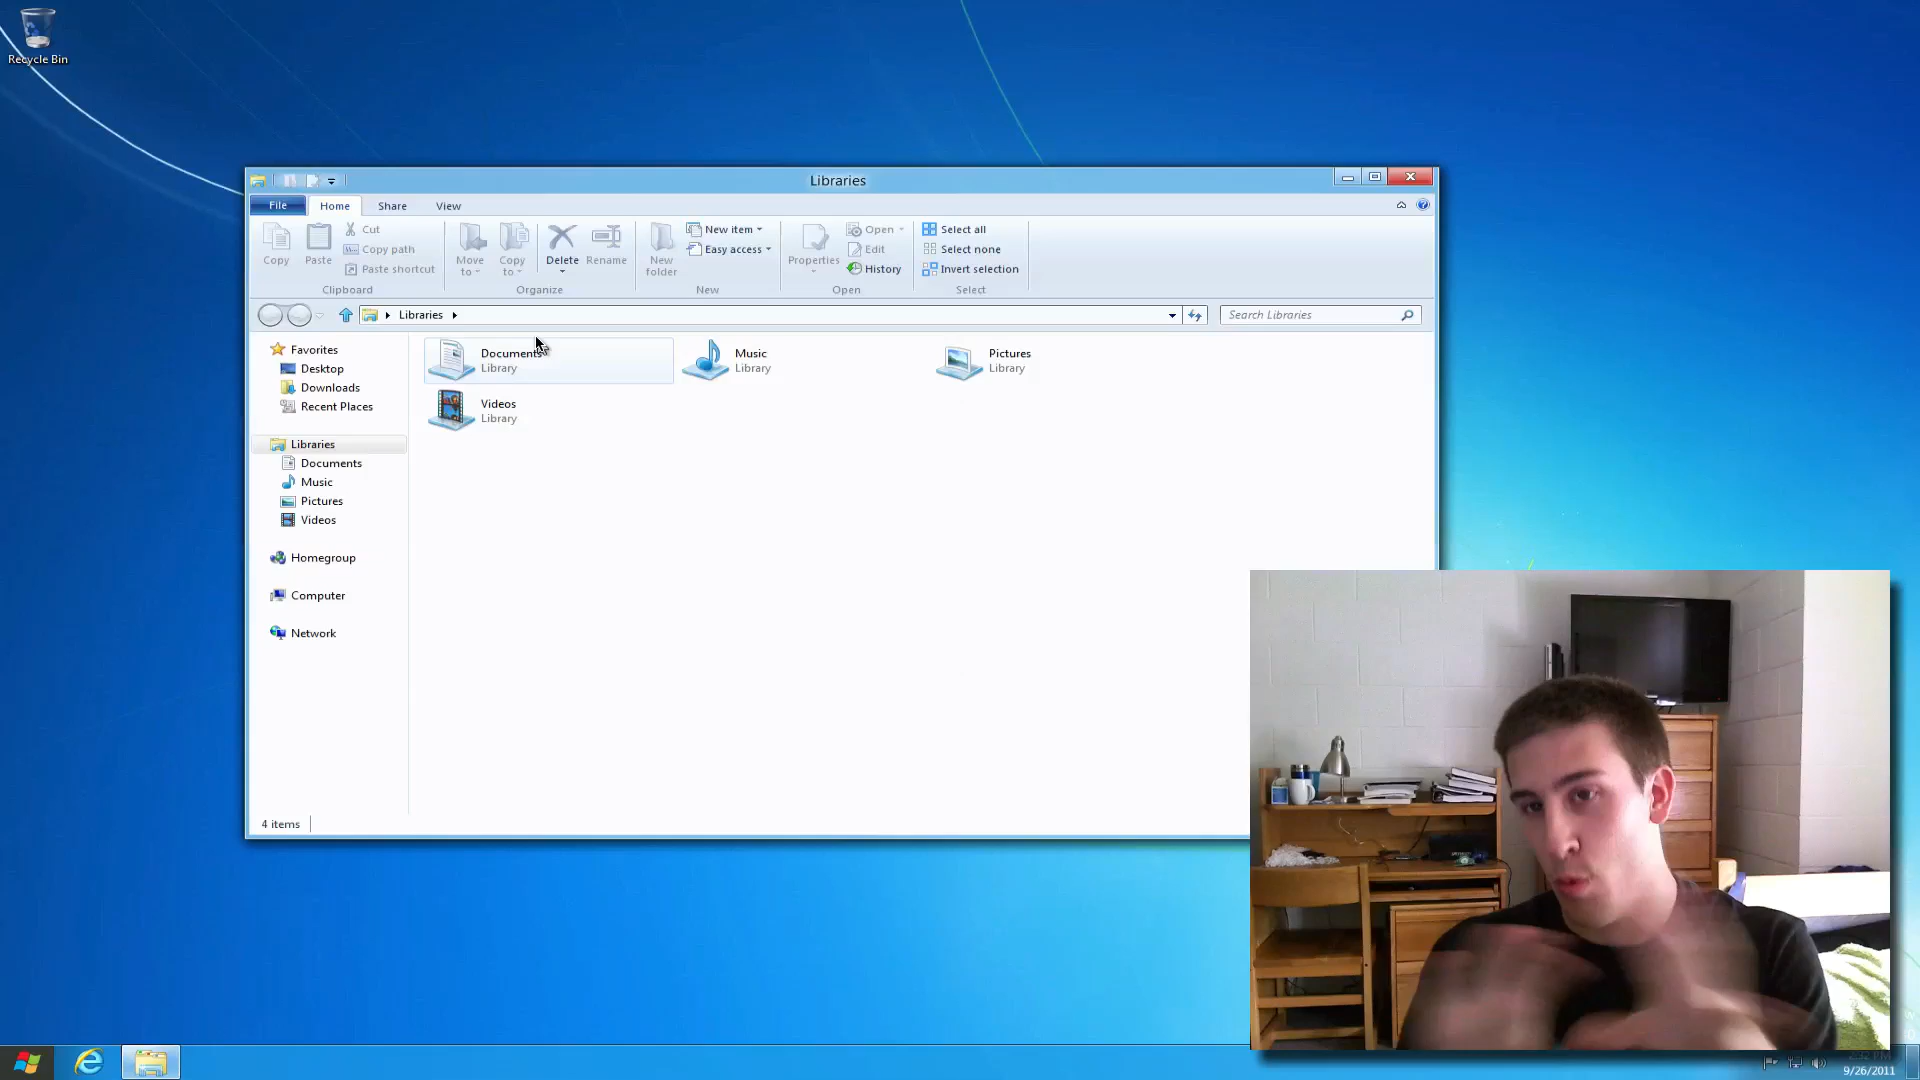 Recycle Bin
Libraries
File Home Share View
Copy
Paste
Cut
Copy path
Paste shortcut
Clipboard
Move to
Copy to
Delete
Rename
Organize
New folder
New item
Easy access
New
Properties
Open
Edit
History
Open
Select all
Select none
Invert selection
Select
Libraries
Search Libraries
Favorites
Desktop
Downloads
Recent Places
Libraries
Documents
Music
Pictures
Videos
Homegroup
Computer
Network
Documents
Library
Music
Library
Pictures
Library
Videos
Library
4 items
9/26/2011